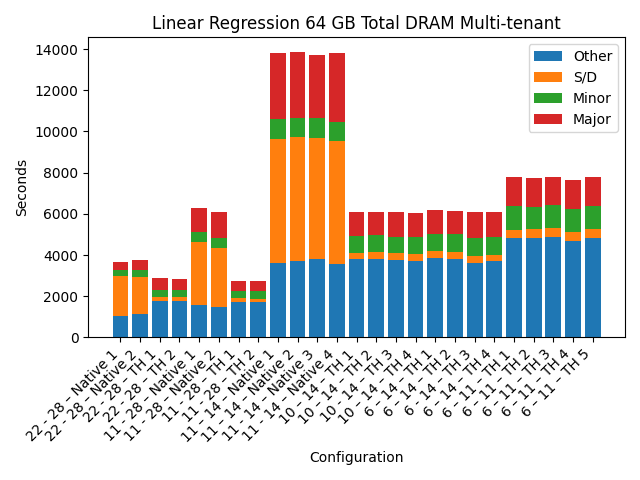 Linear Regression 64 GB Total DRAM Multi-tenant
14000
12000
10000
8000
6000
4000
2000
0
Seconds
Other
S/D
Minor
Major
22 - 28 - Native 1
22 - 28 - Native 2
22 - 28 - TH 1
22 - 28 - TH 2
11 - 28 - Native 1
11 - 28 - Native 2
11 - 28 - TH 1
11 - 28 - TH 2
11 - 14 - Native 1
11 - 14 - Native 2
11 - 14 - Native 3
11 - 14 - Native 4
10 - 14 - TH 1
10 - 14 - TH 2
10 - 14 - TH 3
10 - 14 - TH 4
6 - 14 - TH 1
6 - 14 - TH 2
6 - 14 - TH 3
6 - 14 - TH 4
6 - 11 - TH 1
6 - 11 - TH 2
6 - 11 - TH 3
6 - 11 - TH 4
6 - 11 - TH 5
Configuration